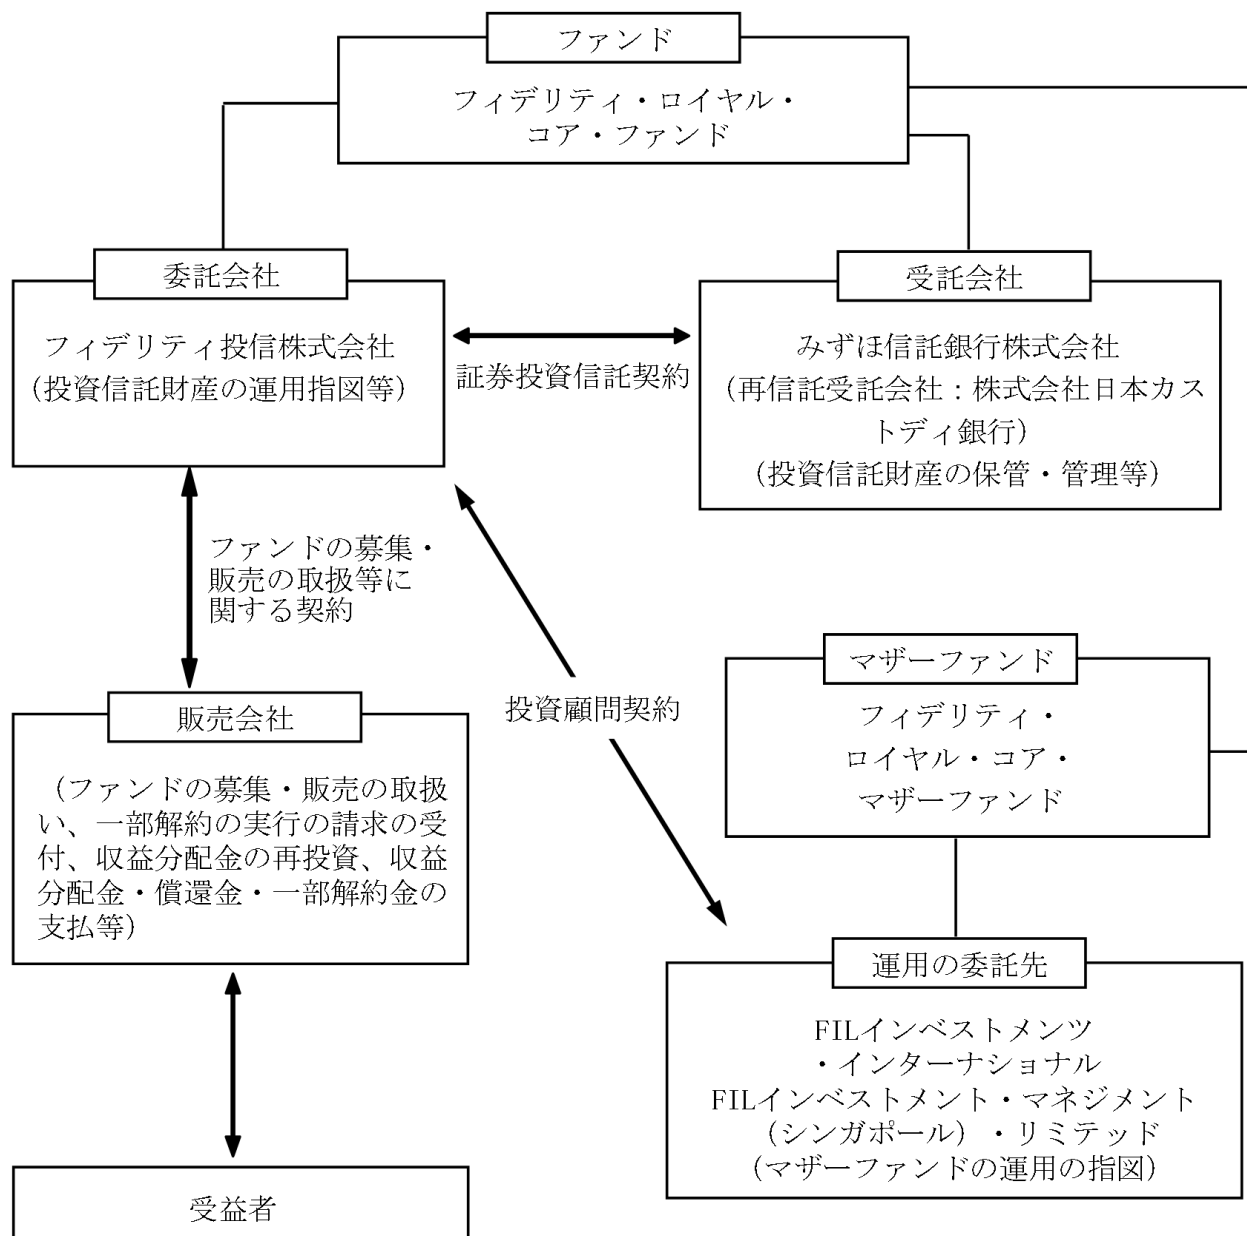 ファンド
フィデリティ・ロイヤル・
コア・ファンド
委託会社
フィデリティ投信株式会社
(投資信託財産の運用指図等)
証券投資信託契約
受託会社
みずほ信託銀行株式会社
(再信託受託会社:株式会社日本カス
トディ銀行)
(投資信託財産の保管・管理等)
ファンドの募集・
販売の取扱等に
関する契約
投資顧問契約
マザーファンド
フィデリティ・
ロイヤル・コア・
マザーファンド
販売会社
(ファンドの募集・販売の取扱
い、一部解約の実行の請求の受
付、収益分配金の再投資、収益
分配金・償還金・一部解約金の
支払等)
運用の委託先
FILインベストメンツ
・インターナショナル
FILインベストメント・マネジメント
(シンガポール)・リミテッド
(マザーファンドの運用の指図)
受益者